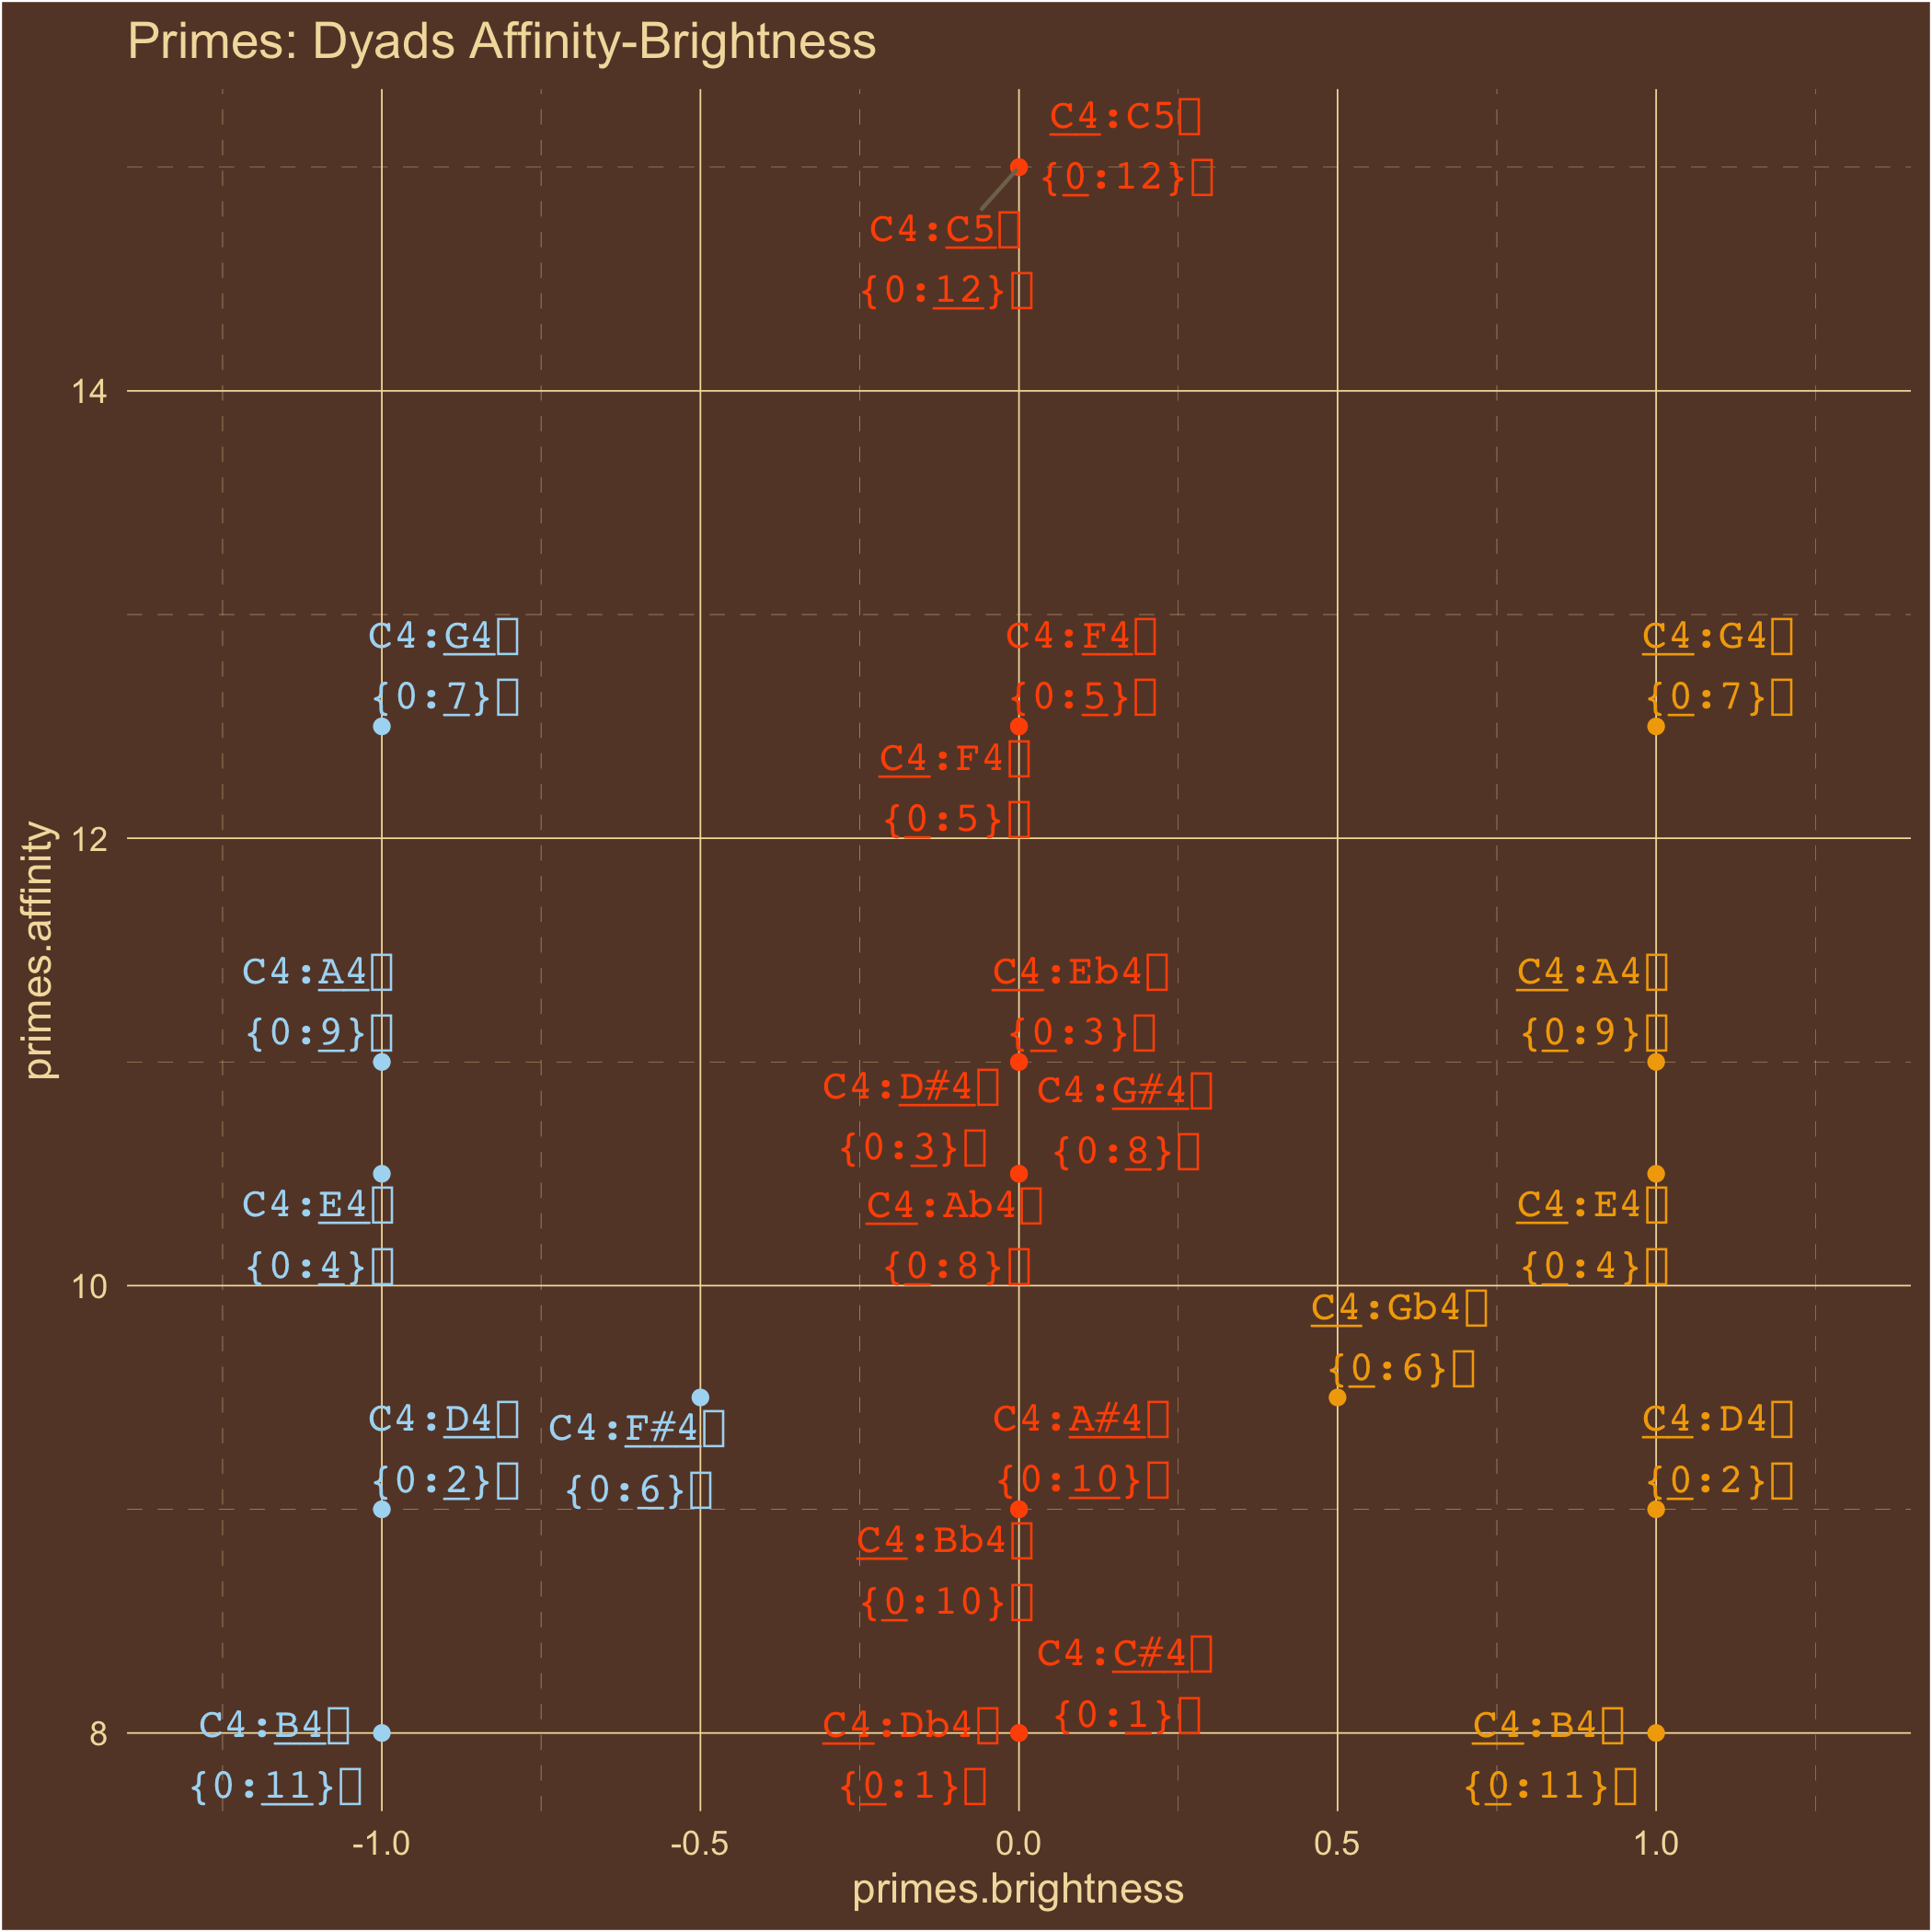 Primes: Dyads Affinity-Brightness
C4:C5
{0:12}
C4:C5
{0:12}
14
C4:G4
{0:7}
C4:F4
{0:5}
C4:G4
{0:7}
C4:F4
{0:5}
12
primes.affinity
C4:A4
{0:9}
C4:Eb4
{0:3}
C4:A4
{0:9}
C4:D#4
{0:3}
C4:G#4
{0:8}
C4:E4
{0:4}
C4:Ab4
{0:8}
C4:E4
{0:4}
10
C4:Gb4
{0:6}
C4:D4
{0:2}
C4:F#4
{0:6}
C4:A#4
{0:10}
C4:D4
{0:2}
C4:Bb4
{0:10}
C4:C#4
{0:1}
8
C4:B4
{0:11}
C4:Db4
{0:1}
C4:B4
{0:11}
-1.0
-0.5
0.0
0.5
1.0
primes.brightness